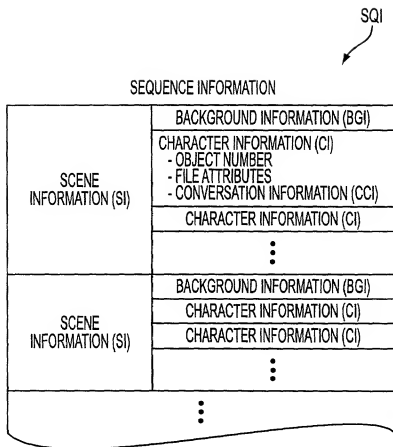 SQI
SEQUENCE INFORMATION
SCENE
INFORMATION (SI)
BACKGROUND INFORMATION (BGI)
CHARACTER INFORMATION (CI)
- OBJECT NUMBER
- FILE ATTRIBUTES
- CONVERSATION INFORMATION (CCI)
CHARACTER INFORMATION (CI)
SCENE
INFORMATION (SI)
BACKGROUND INFORMATION (BGI)
CHARACTER INFORMATION (CI)
CHARACTER INFORMATION (CI)